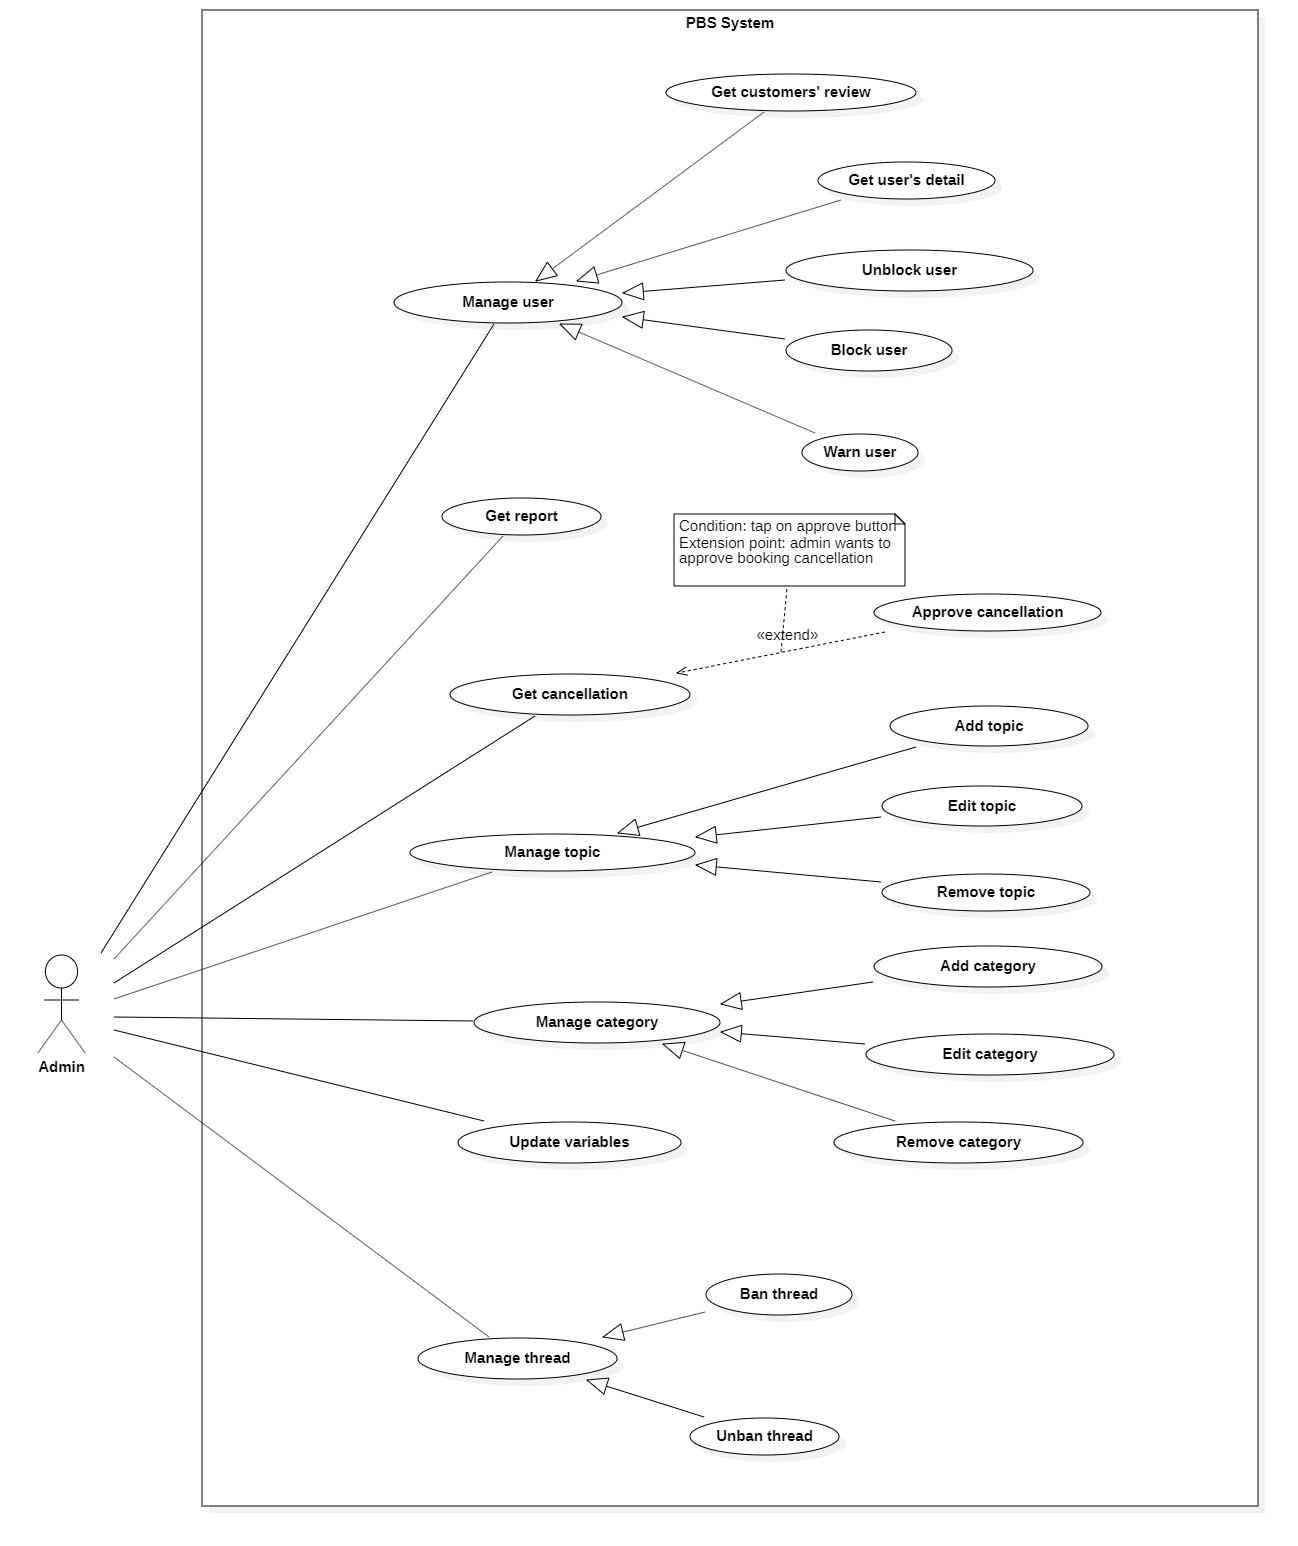 PBS System
Get customers' review
Get user's detail
Unblock user
Manage user
Block user
Warn user
Get report
Condition: tap on approve button
Extension point: admin wants to
approve booking cancellation
Approve cancellation
«extend»
Get cancellation
Add topic
Edit topic
Manage topic
Remove topic
Add category
Manage category
Edit category
Admin
Update variables
Remove category
Ban thread
Manage thread
Unban thread